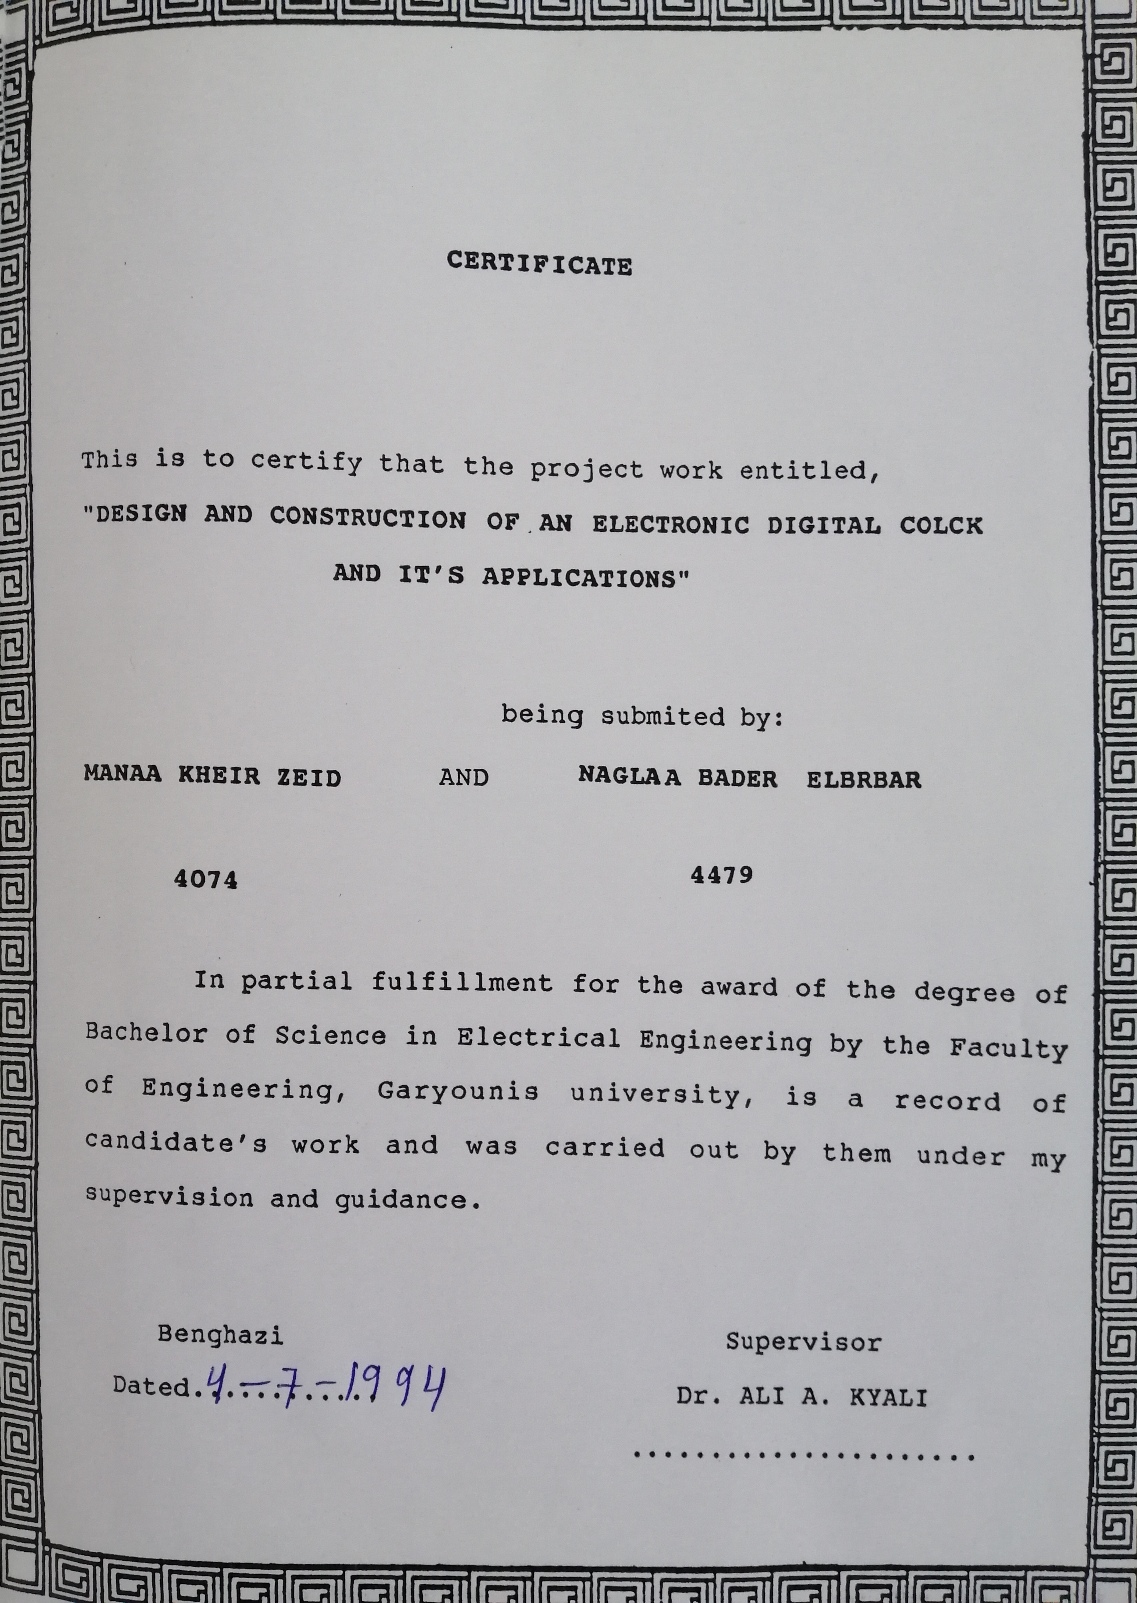 CERTIFICATE
This is to certify that the project work entitled,
"DESIGN AND CONSTRUCTION OF AN ELECTRONIC DIGITAL COLCK
AND IT'S APPLICATIONS"
being submited by:
MANAA KHEIR ZEID AND NAGLAA BADER ELBRBAR
4074 4479
In partial fulfillment for the award of the degree of
Bachelor of Science in Electrical Engineering by the Faculty
of Engineering, Garyounis university, is a record of
candidate's work and was carried out by them under my
supervision and guidance.
Benghazi Supervisor
Dated.4-7-1994 Dr. ALI A. KYALI
......................